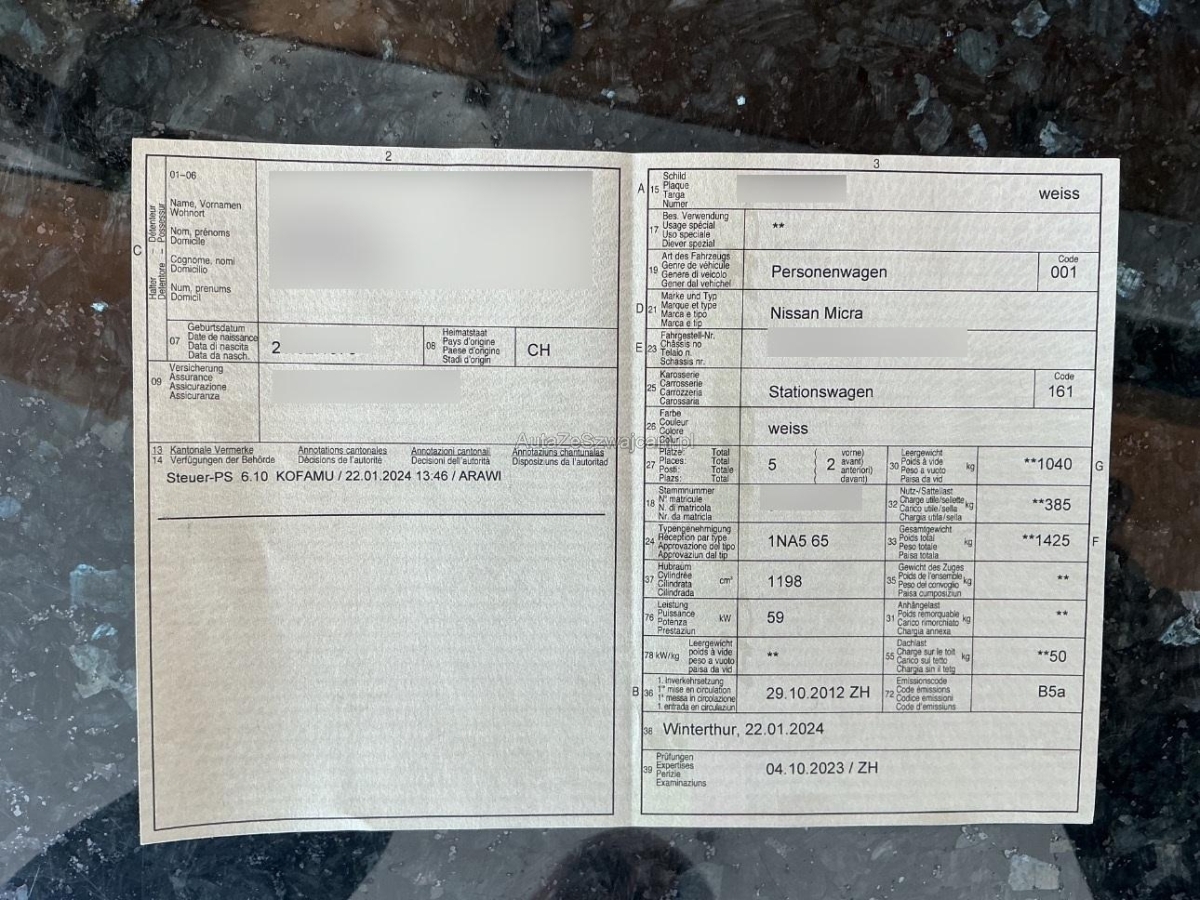 2
C
Halter – Détenteur
Detentore – Possessur
01–06
Name, Vornamen
Wohnort
Nom, prénoms
Domicile
Cognome, nomi
Domicilio
Num, prenums
Domicil
07
Geburtsdatum
Date de naissance
Data di nascita
Data da nasch.
2
08
Heimatstaat
Pays d'origine
Paese d'origine
Stadi d'origin
CH
09
Versicherung
Assurance
Assicurazione
Assicuranza
13 Kantonale Vermerke Annotations cantonales Annotazioni cantonali Annotaziuns chantunalas
14 Verfügungen der Behörde Décisions de l'autorité Decisioni dell'autorità Disposiziuns da l'autoritad
Steuer-PS 6.10 KOFAMU / 22.01.2024 13:46 / ARAWI
3
A 15
Schild
Plaque
Targa
Numer
weiss
17
Bes. Verwendung
Usage spécial
Uso speciale
Diever spezial
**
19
Art des Fahrzeugs
Genre de véhicule
Genere di veicolo
Gener dal vehichel
Personenwagen
Code
001
D 21
Marke und Typ
Marque et type
Marca e tipo
Marca e tip
Nissan Micra
E 23
Fahrgestell-Nr.
Châssis no
Telaio n.
Schassis nr.
25
Karosserie
Carrosserie
Carrozzeria
Carossaria
Stationswagen
Code
161
26
Farbe
Couleur
Colore
Colur
weiss
AutaZeSzwajcarii.pl
27
Plätze: Total
Places: Total
Posti: Totale
Plazs: Total
5
( vorne)
( 2 avant)
( anteriori)
( davant)
30
Leergewicht
Poids à vide
Peso a vuoto
Paisa da vid
kg
**1040
G
18
Stammnummer
N° matricule
N. di matricola
Nr. da matricla
32
Nutz-/Sattellast
Charge utile/sellette
Carico utile/sella
Chargia utila/sella
kg
**385
24
Typengenehmigung
Réception par type
Approvazione del tipo
Approvaziun dal tip
1NA5 65
33
Gesamtgewicht
Poids total
Peso totale
Paisa totala
kg
**1425
F
37
Hubraum
Cylindrée
Cilindrata
Cilindrada
cm³
1198
35
Gewicht des Zuges
Poids de l'ensemble
Peso del convoglio
Paisa cumposiziun
kg
**
76
Leistung
Puissance
Potenza
Prestaziun
kW
59
31
Anhängelast
Poids remorquable
Carico rimorchiato
Chargia annexa
kg
**
78 kW/kg
Leergewicht
poids à vide
peso a vuoto
paisa da vid
**
55
Dachlast
Charge sur le toit
Carico sul tetto
Chargia sin il tetg
kg
**50
B 36
1. Inverkehrsetzung
1re mise en circulation
1a messa in circolazione
1. entrada en circulaziun
29.10.2012 ZH
72
Emissionscode
Code émissions
Codice emissioni
Code d'emissiuns
B5a
38 Winterthur, 22.01.2024
39
Prüfungen
Expertises
Perizie
Examinaziuns
04.10.2023 / ZH